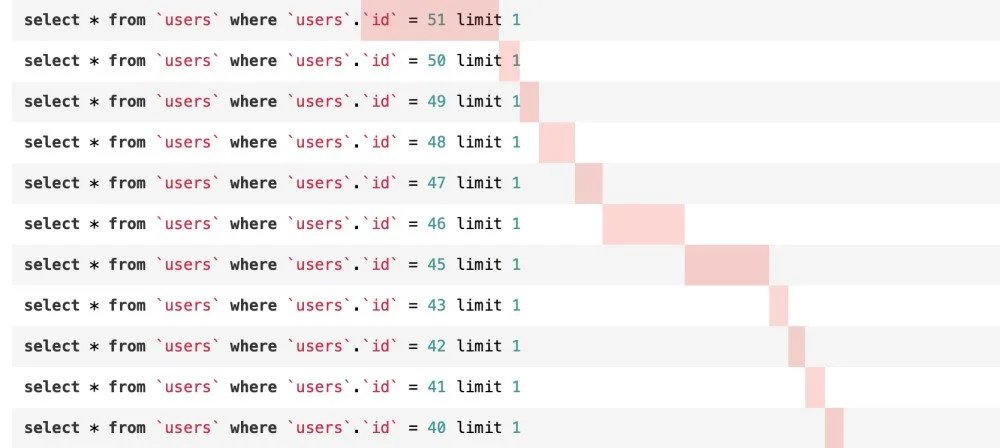 select * from `users` where `users`.`id` = 51 limit 1
select * from `users` where `users`.`id` = 50 limit 1
select * from `users` where `users`.`id` = 49 limit 1
select * from `users` where `users`.`id` = 48 limit 1
select * from `users` where `users`.`id` = 47 limit 1
select * from `users` where `users`.`id` = 46 limit 1
select * from `users` where `users`.`id` = 45 limit 1
select * from `users` where `users`.`id` = 43 limit 1
select * from `users` where `users`.`id` = 42 limit 1
select * from `users` where `users`.`id` = 41 limit 1
select * from `users` where `users`.`id` = 40 limit 1